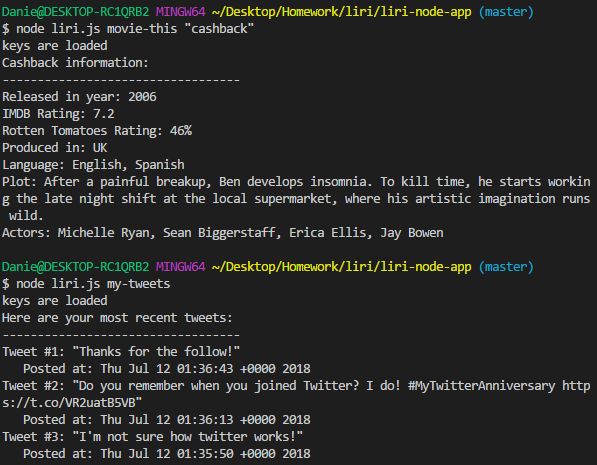 Danie@DESKTOP-RC1QRB2 MINGW64 ~/Desktop/Homework/liri/liri-node-app (master)
$ node liri.js movie-this "cashback"
keys are loaded
Cashback information:
----------------------------------
Released in year: 2006
IMDB Rating: 7.2
Rotten Tomatoes Rating: 46%
Produced in: UK
Language: English, Spanish
Plot: After a painful breakup, Ben develops insomnia. To kill time, he starts workin
g the late night shift at the local supermarket, where his artistic imagination runs
 wild.
Actors: Michelle Ryan, Sean Biggerstaff, Erica Ellis, Jay Bowen
Danie@DESKTOP-RC1QRB2 MINGW64 ~/Desktop/Homework/liri/liri-node-app (master)
$ node liri.js my-tweets
keys are loaded
Here are your most recent tweets:
----------------------------------
Tweet #1: "Thanks for the follow!"
   Posted at: Thu Jul 12 01:36:43 +0000 2018
Tweet #2: "Do you remember when you joined Twitter? I do! #MyTwitterAnniversary http
s://t.co/VR2uatB5VB"
   Posted at: Thu Jul 12 01:36:13 +0000 2018
Tweet #3: "I'm not sure how twitter works!"
   Posted at: Thu Jul 12 01:35:50 +0000 2018